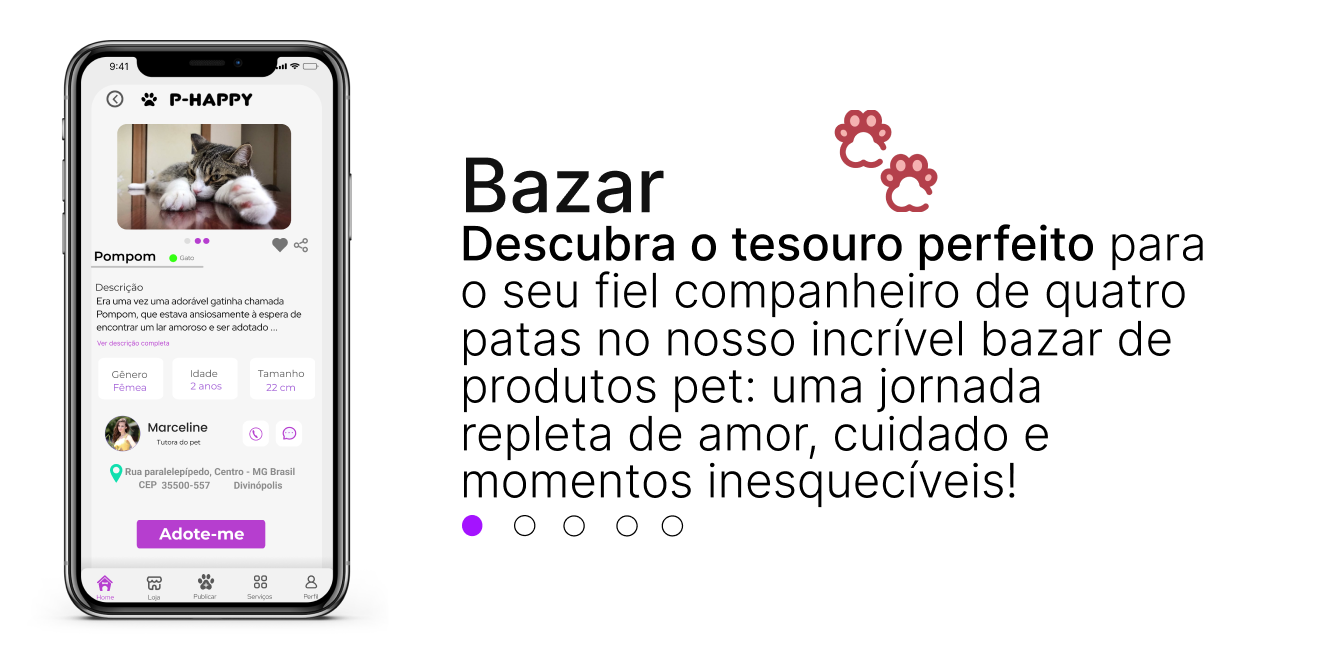 9:41
P-HAPPY
Pompom
Gato
Descrição
Era uma vez uma adorável gatinha chamada
Pompom, que estava ansiosamente à espera de
encontrar um lar amoroso e ser adotado ...
Ver descrição completa
Gênero
Fêmea
Idade
2 anos
Tamanho
22 cm
Marceline
Tutora do pet
Rua paralelepípedo, Centro - MG Brasil
CEP 35500-557 Divinópolis
Adote-me
Home
Loja
Publicar
Serviços
Perfil
Bazar
Descubra o tesouro perfeito para
o seu fiel companheiro de quatro
patas no nosso incrível bazar de
produtos pet: uma jornada
repleta de amor, cuidado e
momentos inesquecíveis!